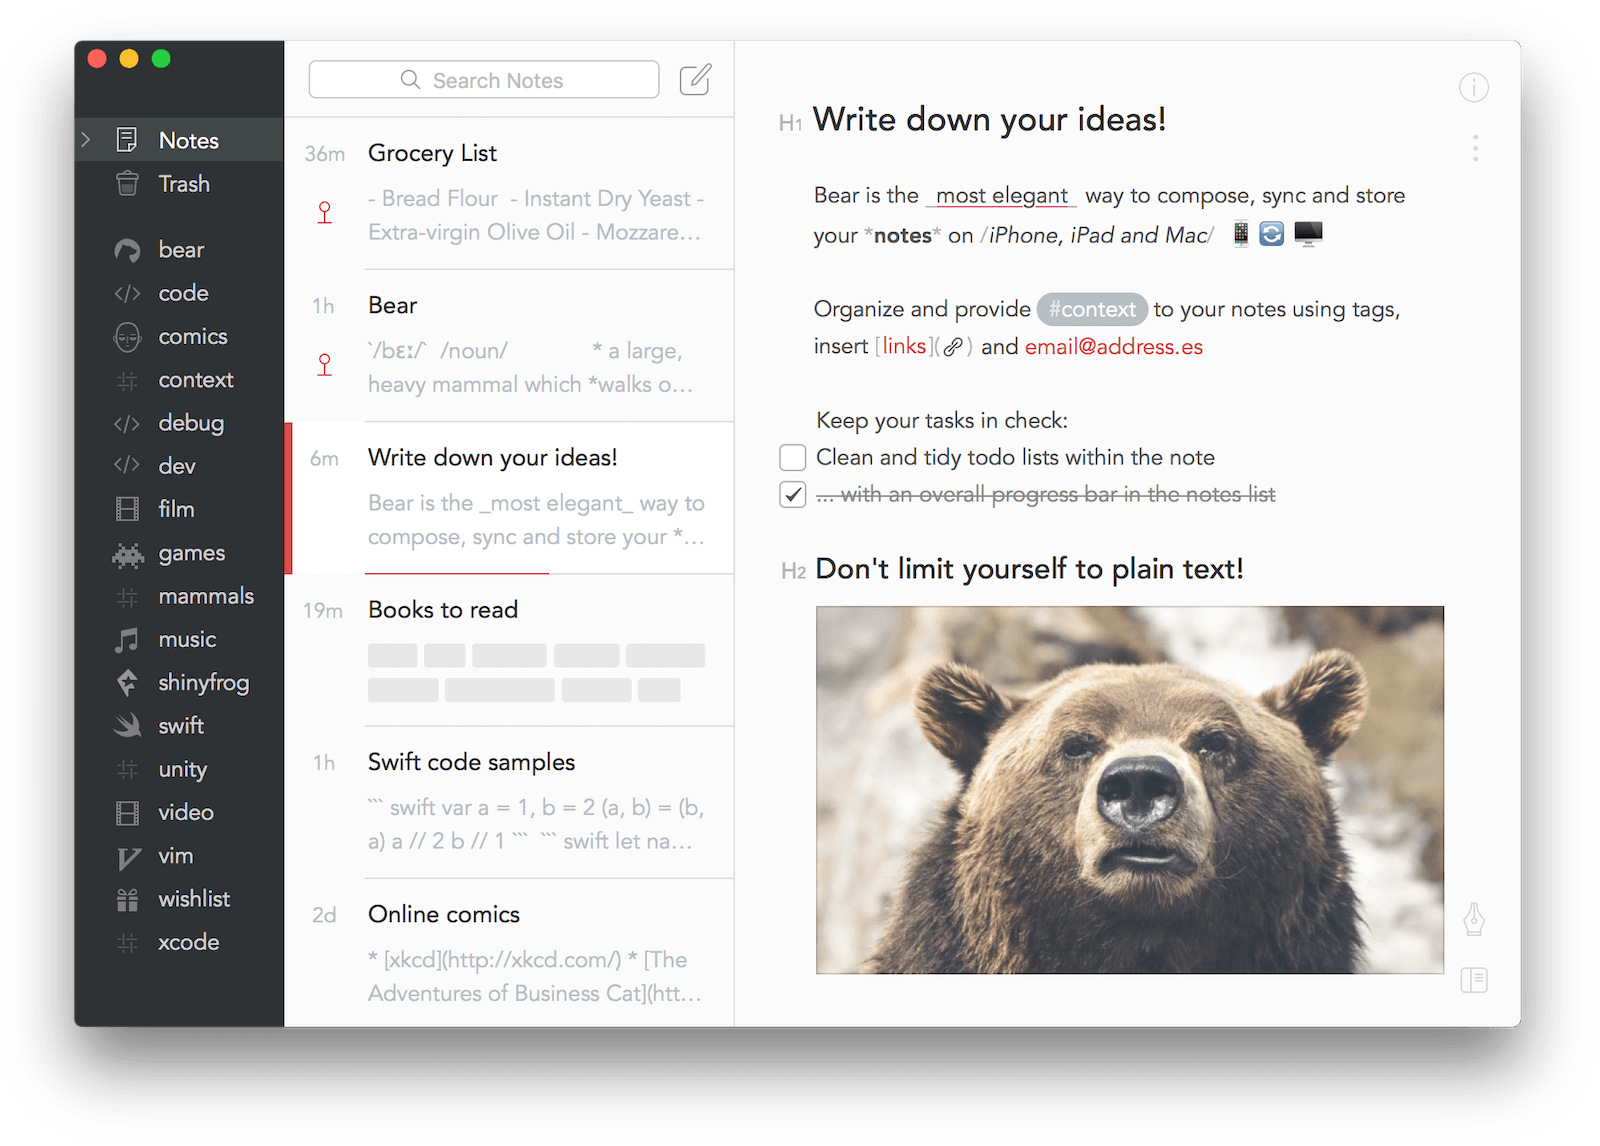 Notes
Trash
bear
code
comics
context
debug
dev
film
games
mammals
music
shinyfrog
swift
unity
video
vim
wishlist
xcode
Search Notes
36m Grocery List
- Bread Flour - Instant Dry Yeast -
Extra-virgin Olive Oil - Mozzare...
1h Bear
`/bɛː/` /noun/ * a large,
heavy mammal which *walks o...
6m Write down your ideas!
Bear is the _most elegant_ way to
compose, sync and store your *...
19m Books to read
1h Swift code samples
``` swift var a = 1, b = 2 (a, b) = (b,
a) a // 2 b // 1 ``` ``` swift let na...
2d Online comics
* [xkcd](http://xkcd.com/) * [The
Adventures of Business Cat](htt...
H1 Write down your ideas!
Bear is the _most elegant_ way to compose, sync and store
your *notes* on /iPhone, iPad and Mac/ 📱 🔄 🖥️
Organize and provide #context to your notes using tags,
insert [links](🔗) and email@address.es
Keep your tasks in check:
Clean and tidy todo lists within the note
... with an overall progress bar in the notes list
H2 Don't limit yourself to plain text!